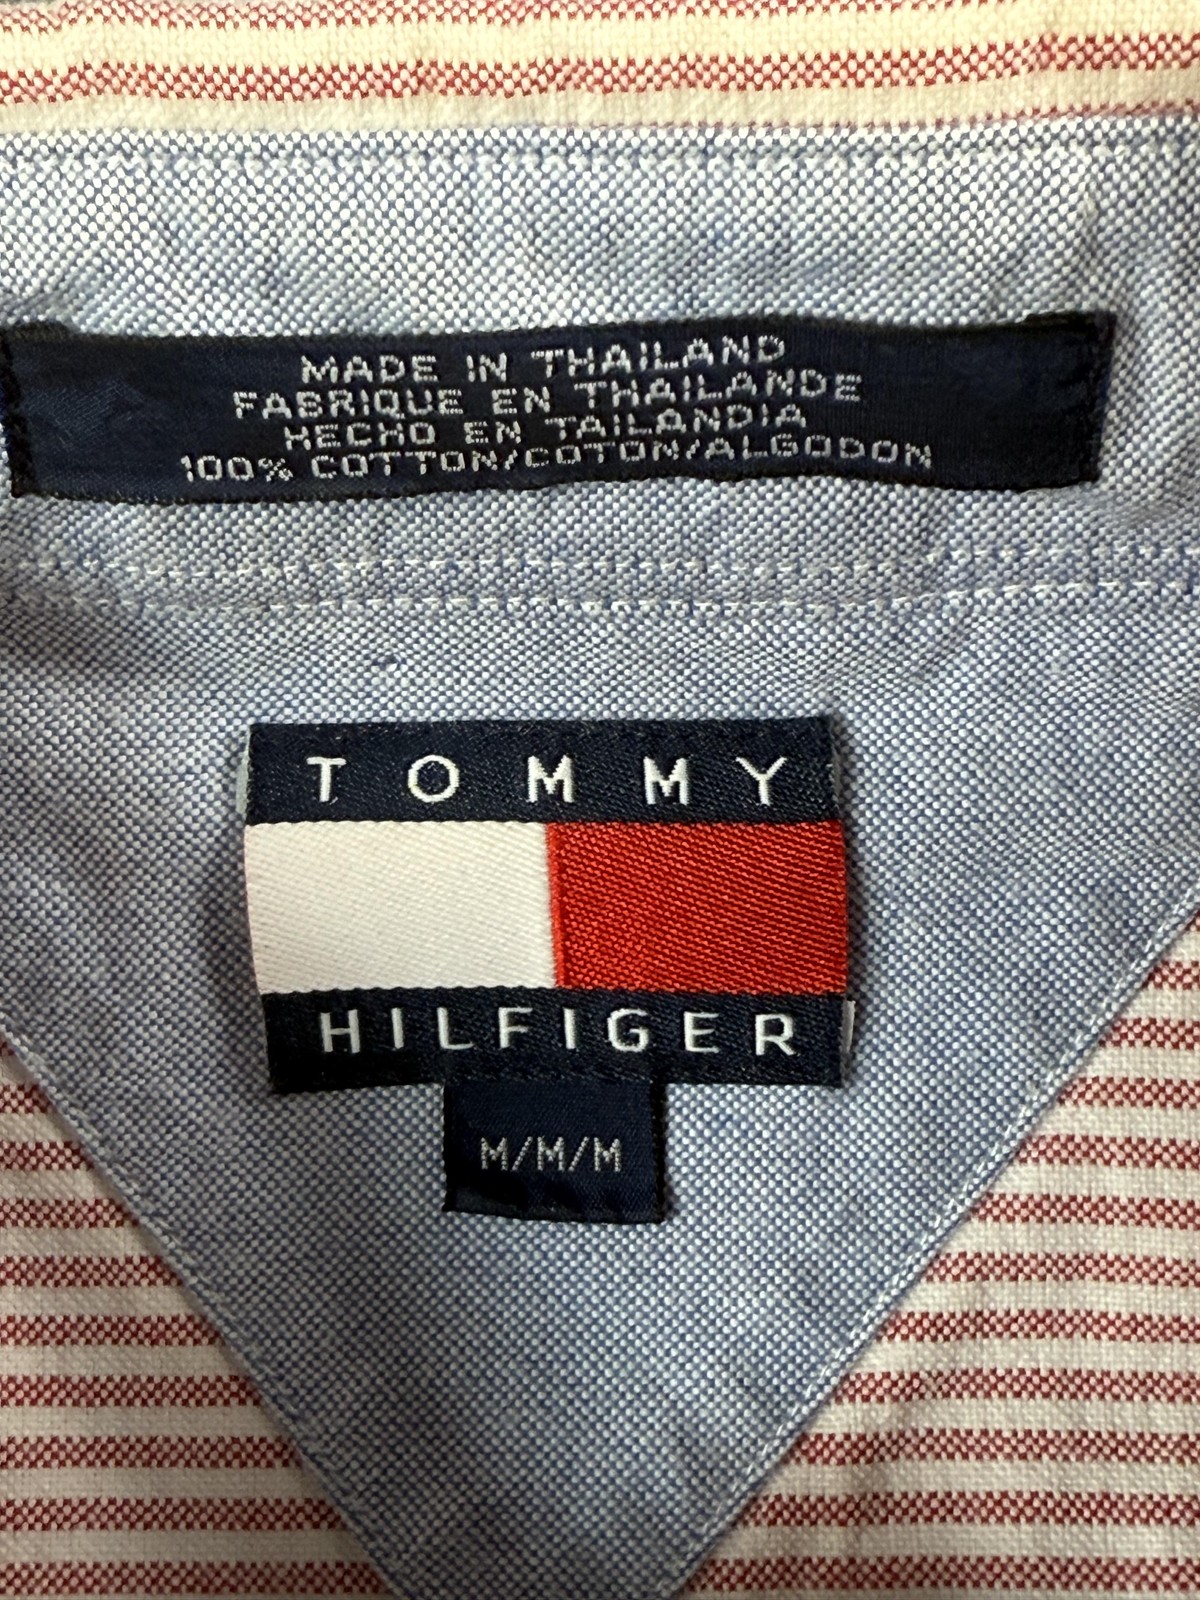 MADE IN THAILAND
FABRIQUE EN THAILANDE
HECHO EN TAILANDIA
100% COTTON/COTON/ALGODON
TOMMY
HILFIGER
M/M/M